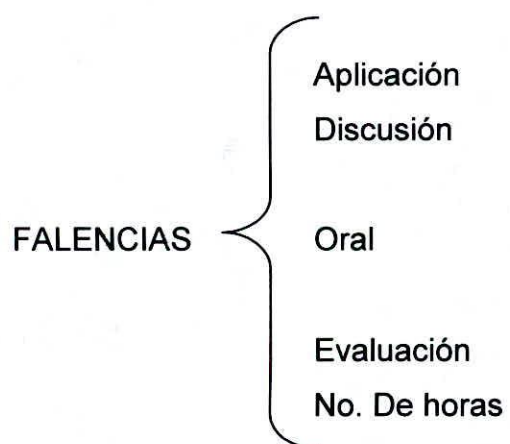 Aplicación
Discusión
FALENCIAS
Oral
Evaluación
No. De horas